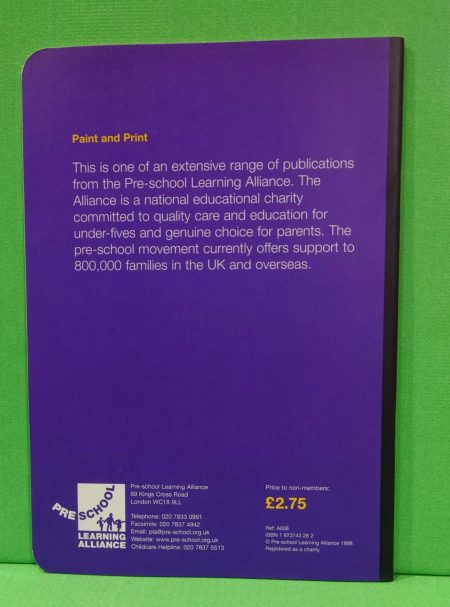 Paint and Print
This is one of an extensive range of publications
from the Pre-school Learning Alliance. The
Alliance is a national educational charity
committed to quality care and education for
under-fives and genuine choice for parents. The
pre-school movement currently offers support to
800,000 families in the UK and overseas.
PRE SCHOOL
LEARNING
ALLIANCE
Pre-school Learning Alliance
69 Kings Cross Road
London WC1X 9LL
Telephone: 020 7833 0991
Facsimile: 020 7837 4942
Email: pla@pre-school.org.uk
Website: www.pre-school.org.uk
Childcare Helpline: 020 7837 5513
Price to non-members:
£2.75
Ref: A006
ISBN 1 873743 26 2
© Pre-school Learning Alliance 1998
Registered as a charity